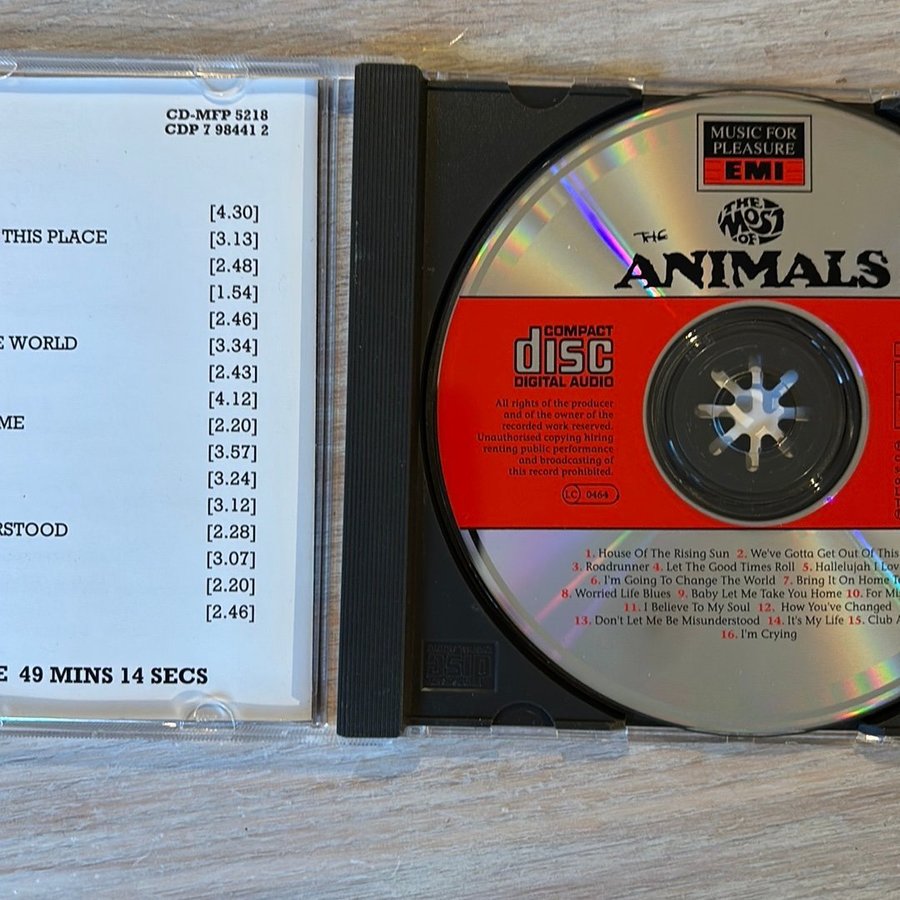 CD-MFP 5218
CDP 7 98441 2
[4.30]
THIS PLACE [3.13]
[2.48]
[1.54]
[2.46]
E WORLD [3.34]
[2.43]
[4.12]
ME [2.20]
[3.57]
[3.24]
[3.12]
RSTOOD [2.28]
[3.07]
[2.20]
[2.46]
E 49 MINS 14 SECS
MUSIC FOR
PLEASURE
EMI
THE
MOST
OF
THE
ANIMALS
COMPACT
disc
DIGITAL AUDIO
All rights of the producer
and of the owner of the
recorded work reserved.
Unauthorised copying hiring
renting public performance
and broadcasting of
this record prohibited.
LC 0464
1. House Of The Rising Sun 2. We've Gotta Get Out Of This
3. Roadrunner 4. Let The Good Times Roll 5. Hallelujah I Lov
6. I'm Going To Change The World 7. Bring It On Home T
8. Worried Life Blues 9. Baby Let Me Take You Home 10. For Mi
11. I Believe To My Soul 12. How You've Changed
13. Don't Let Me Be Misunderstood 14. It's My Life 15. Club A
16. I'm Crying